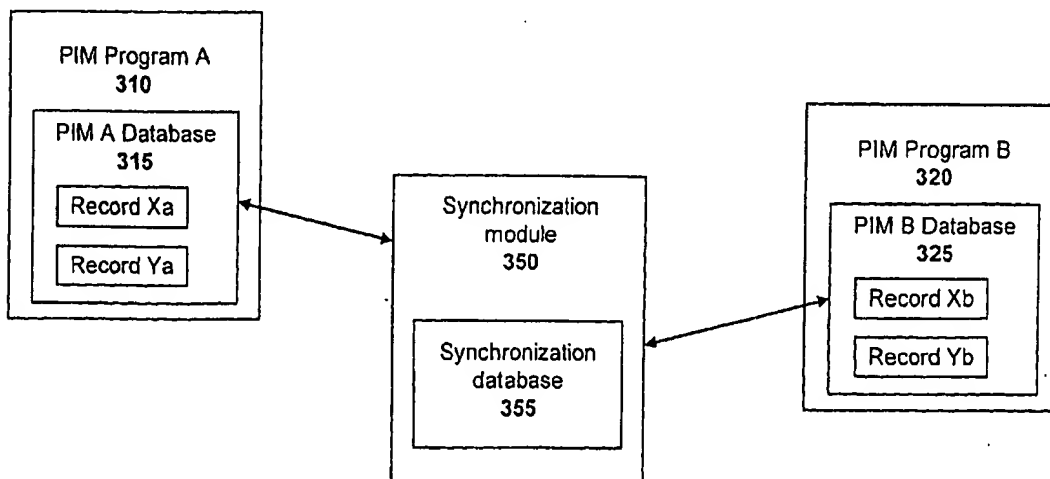 PIM Program A
310
PIM A Database
315
Record Xa
Record Ya
Synchronization
module
350
Synchronization
database
355
PIM Program B
320
PIM B Database
325
Record Xb
Record Yb